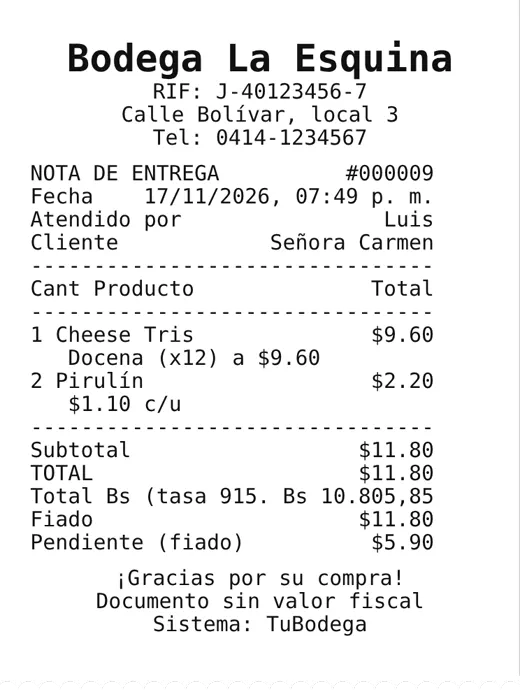 Bodega La Esquina
RIF: J-40123456-7
Calle Bolívar, local 3
Tel: 0414-1234567
NOTA DE ENTREGA #000009
Fecha 17/11/2026, 07:49 p. m.
Atendido por Luis
Cliente Señora Carmen
--------------------------------
Cant Producto Total
--------------------------------
1 Cheese Tris $9.60
Docena (x12) a $9.60
2 Pirulín $2.20
$1.10 c/u
--------------------------------
Subtotal $11.80
TOTAL $11.80
Total Bs (tasa 915. Bs 10.805,85
Fiado $11.80
Pendiente (fiado) $5.90
¡Gracias por su compra!
Documento sin valor fiscal
Sistema: TuBodega